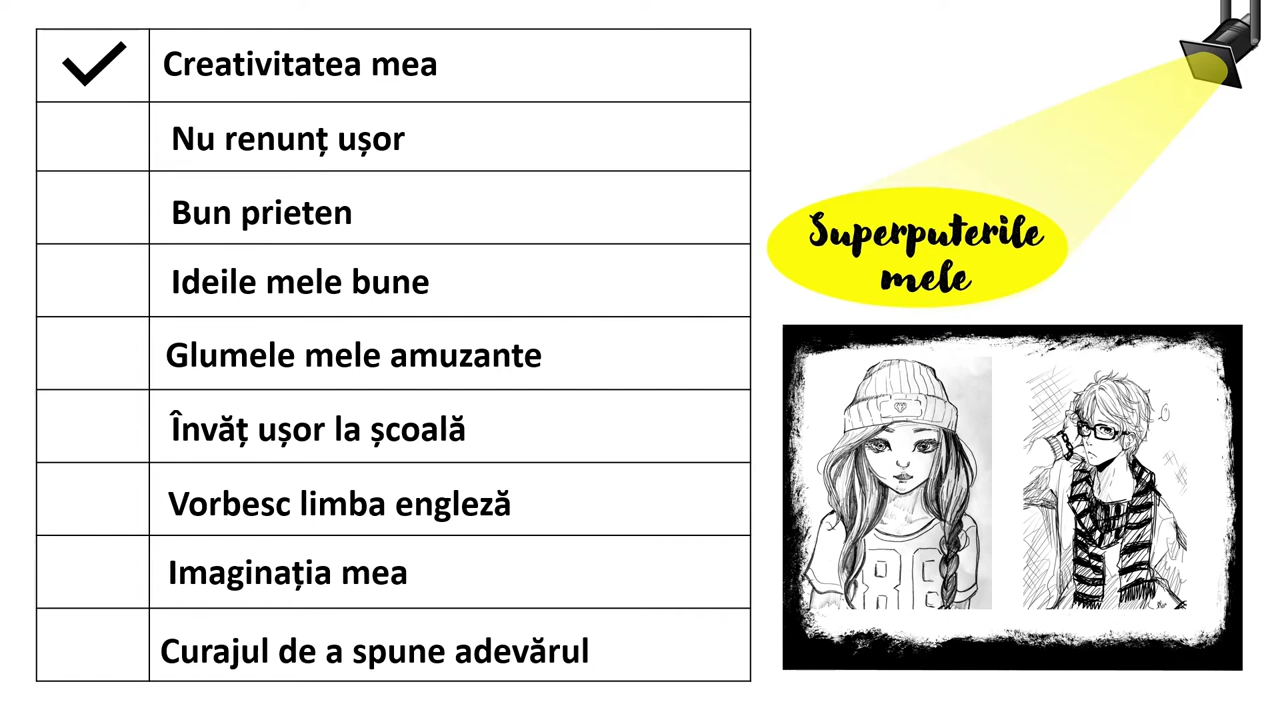 Creativitatea mea
Nu renunț ușor
Bun prieten
Ideile mele bune
Glumele mele amuzante
Învăț ușor la școală
Vorbesc limba engleză
Imaginația mea
Curajul de a spune adevărul
Superputerile
mele